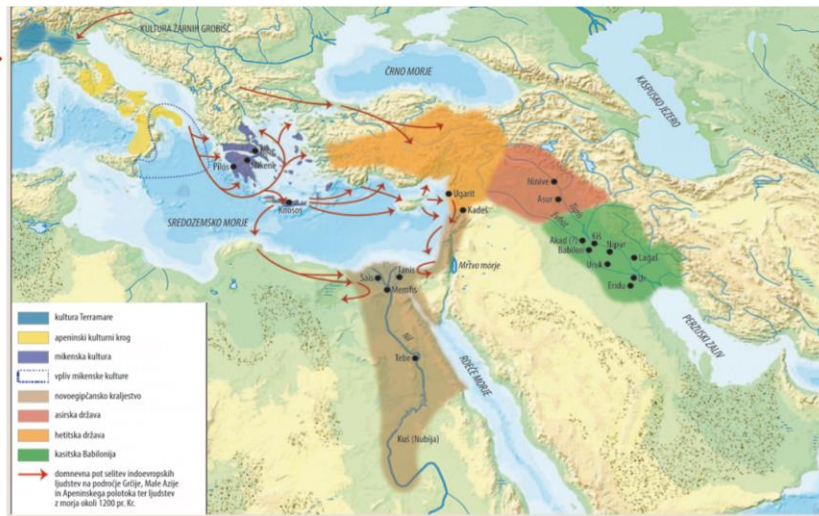 KULTURA ŽARNIH GROBIŠČ
ČRNO MORJE
KASPIJSKO JEZERO
Pilos
Mikene
Knosos
SREDOZEMSKO MORJE
Ugarit
Kadeš
Ninive
Asur
Tigris
Evfrat
Akad (?)
Kiš
Babilon
Nipur
Uruk
Lagaš
Ur
Eridu
Mrtvo morje
Sais
Tanis
Memfis
Nil
Tebe
Kuš (Nubija)
RDEČE MORJE
PERZIJSKI ZALIV
kultura Terramare
apeninski kulturni krog
mikenska kultura
vpliv mikenske kulture
novoegipčansko kraljestvo
asirska država
hetitska država
kasitska Babilonija
domnevna pot selitev indoevropskih
ljudstev na področje Grčije, Male Azije
in Apeninskega polotoka ter ljudstev
z morja okoli 1200 pr. Kr.